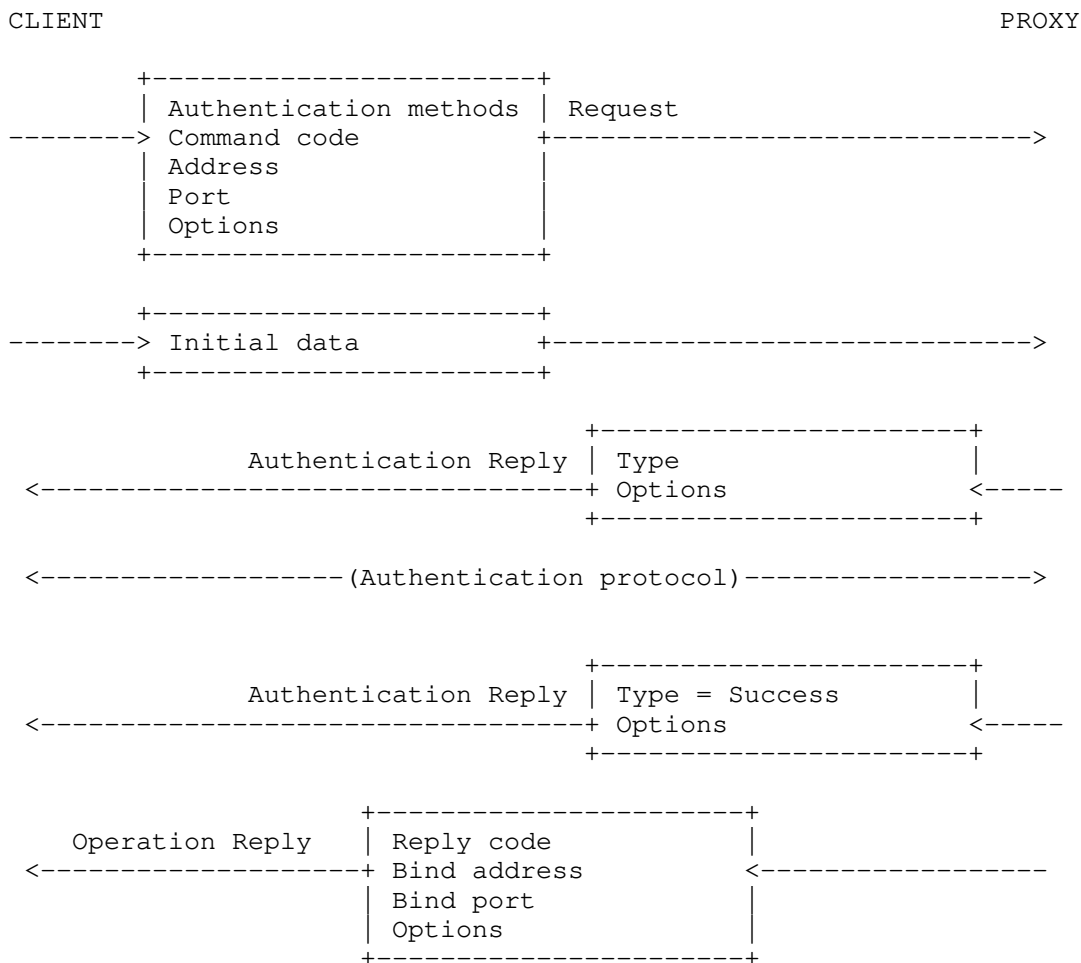 CLIENT PROXY
Authentication methods Request
Command code
Address
Port
Options
Initial data
Authentication Reply Type
Options
(Authentication protocol)
Authentication Reply Type = Success
Options
Operation Reply Reply code
Bind address
Bind port
Options